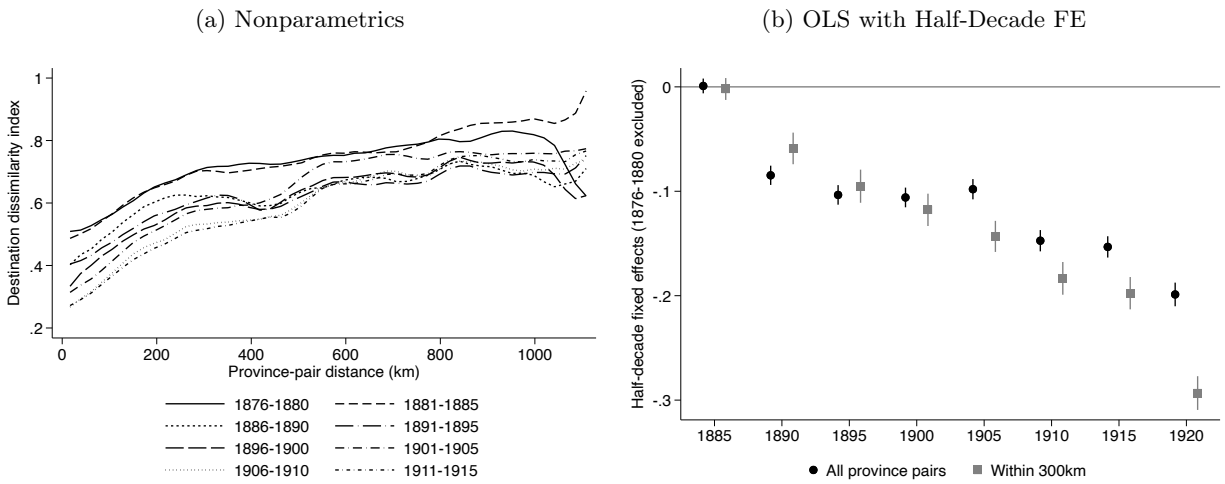 (a) Nonparametrics
Destination dissimilarity index
1
.8
.6
.4
.2
0 200 400 600 800 1000
Province-pair distance (km)
1876-1880 1881-1885
1886-1890 1891-1895
1896-1900 1901-1905
1906-1910 1911-1915
(b) OLS with Half-Decade FE
Half-decade fixed effects (1876-1880 excluded)
0
-.1
-.2
-.3
1885 1890 1895 1900 1905 1910 1915 1920
All province pairs Within 300km